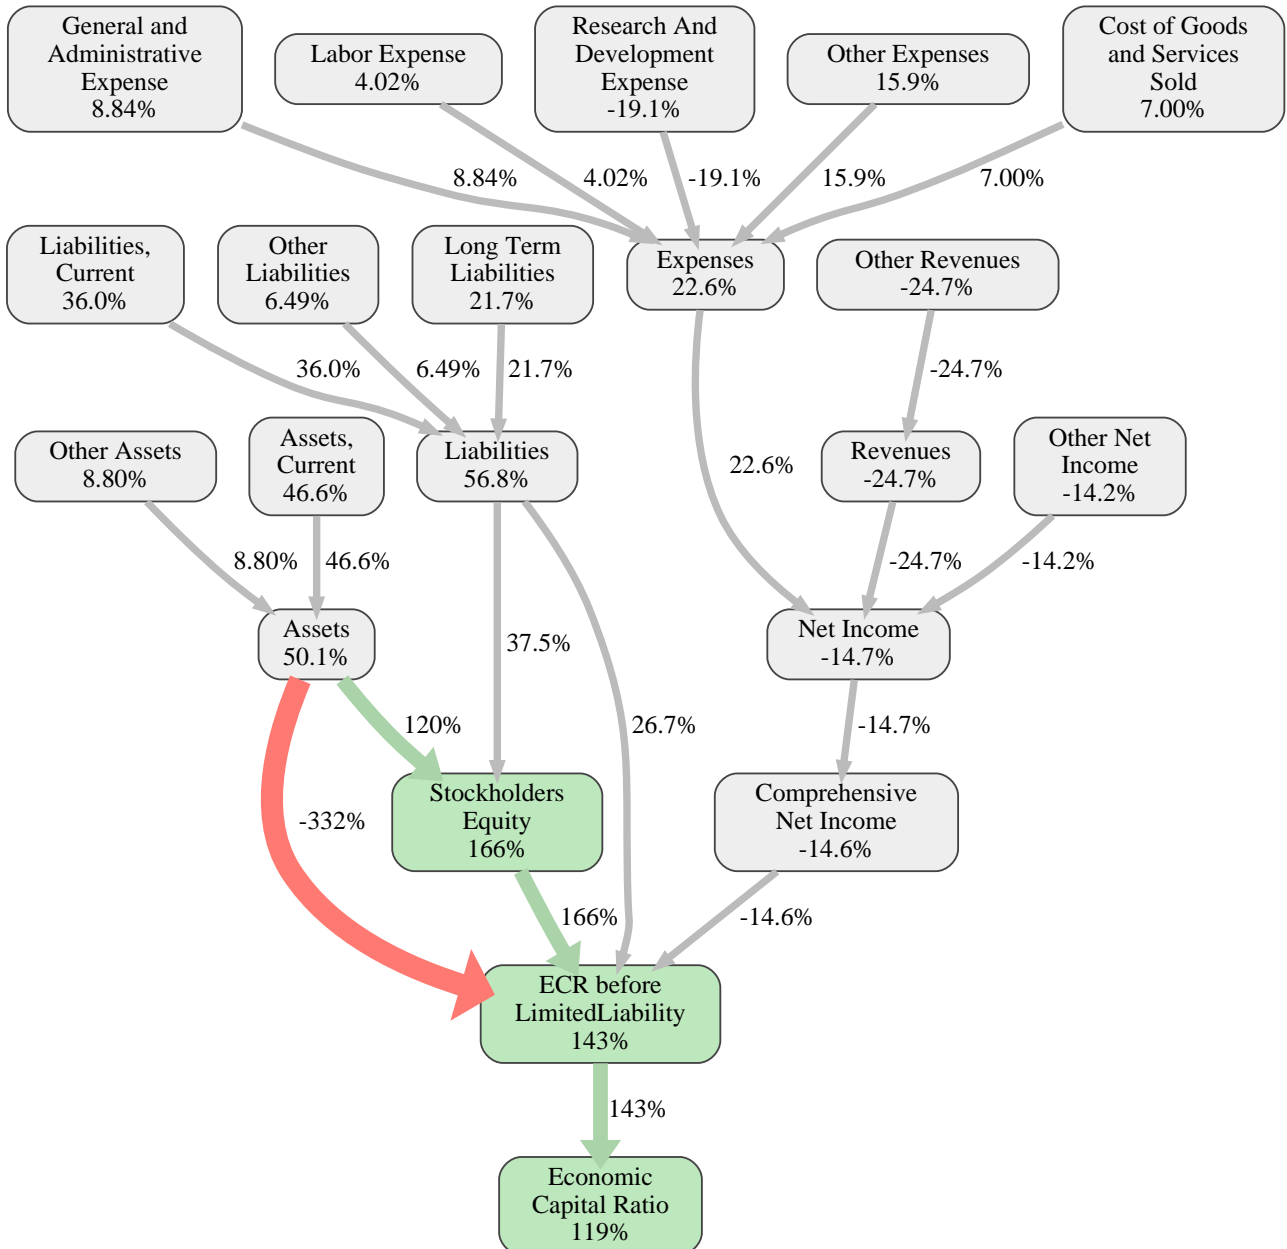 General and
Administrative
Expense
8.84%
Labor Expense
4.02%
Research And
Development
Expense
-19.1%
Other Expenses
15.9%
Cost of Goods
and Services
Sold
7.00%
8.84%
4.02%
-19.1%
15.9%
7.00%
Liabilities,
Current
36.0%
Other
Liabilities
6.49%
Long Term
Liabilities
21.7%
Expenses
22.6%
Other Revenues
-24.7%
36.0%
6.49%
21.7%
-24.7%
Other Assets
8.80%
Assets,
Current
46.6%
Liabilities
56.8%
22.6%
Revenues
-24.7%
Other Net
Income
-14.2%
8.80%
46.6%
-24.7%
-14.2%
Assets
50.1%
37.5%
Net Income
-14.7%
120%
26.7%
-14.7%
-332%
Stockholders
Equity
166%
Comprehensive
Net Income
-14.6%
166%
-14.6%
ECR before
LimitedLiability
143%
143%
Economic
Capital Ratio
119%